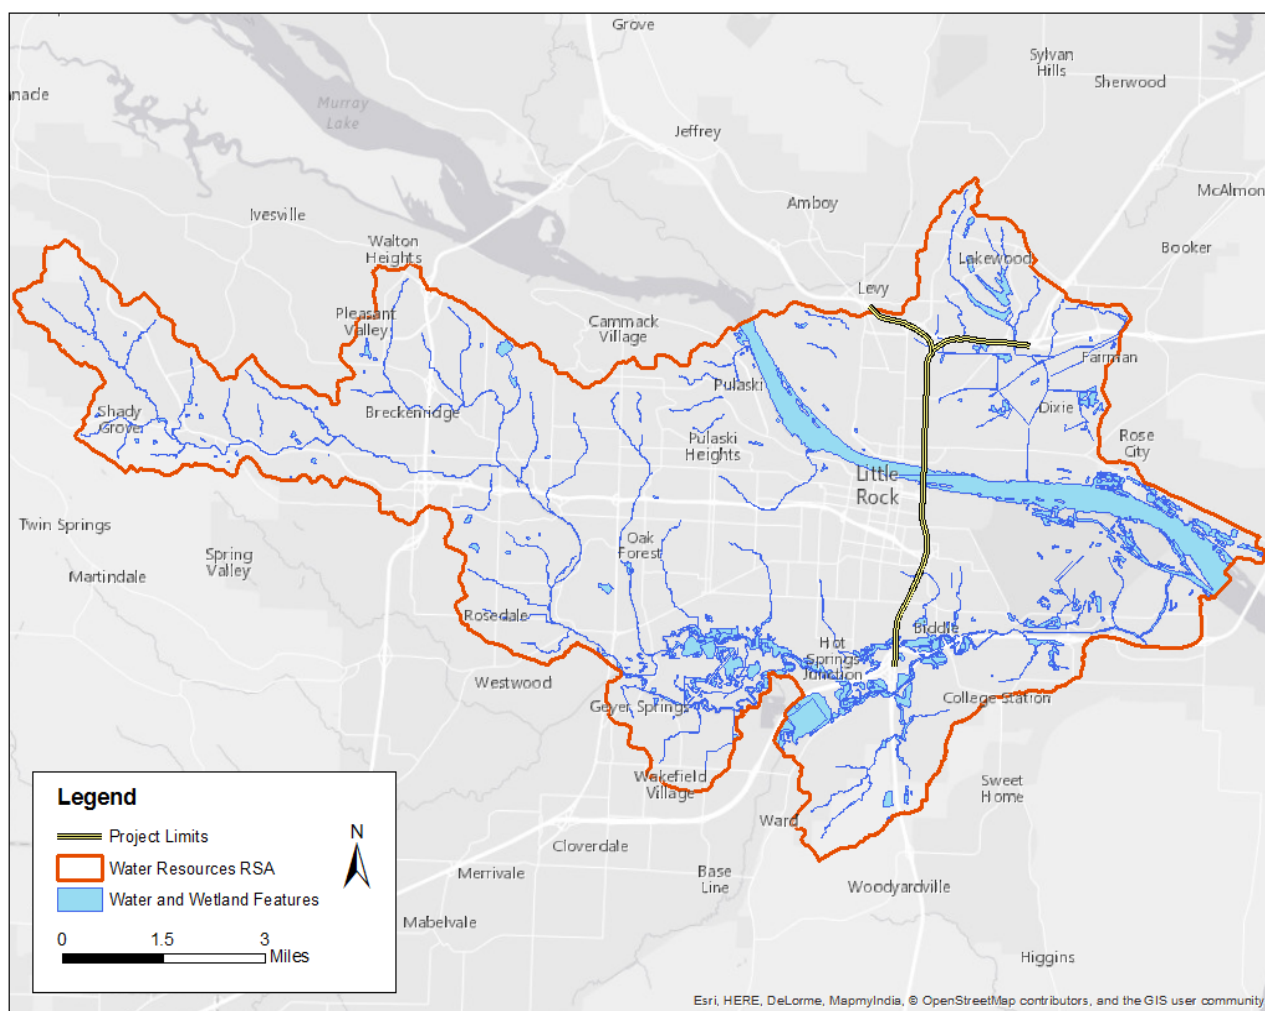 Grove
Sylvan
Hills
Sherwood
nacle
Murray
Lake
Jeffrey
McAlmon
Amboy
Ivesville
Walton
Heights
Booker
Lakewood
Levy
Pleasant
Valley
Cammack
Village
Farman
Pulaski
Shady
Grove
Breckenridge
Dixie
Pulaski
Heights
Rose
City
Little
Rock
Twin Springs
Oak
Forest
Spring
Valley
Martindale
Rosedale
Biddle
Hot
Springs
Junction
Westwood
College Station
Geyer Springs
Wakefield
Village
Sweet
Home
Ward
Cloverdale
Merrivale
Base
Line
Woodyardville
Mabelvale
Higgins
Legend
Project Limits
Water Resources RSA
Water and Wetland Features
N
0 1.5 3
Miles
Esri, HERE, DeLorme, MapmyIndia, © OpenStreetMap contributors, and the GIS user community